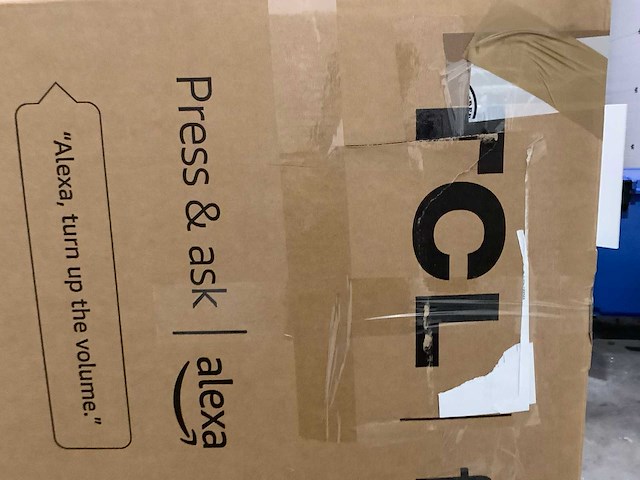 TCL
Press & ask | alexa
"Alexa, turn up the volume."